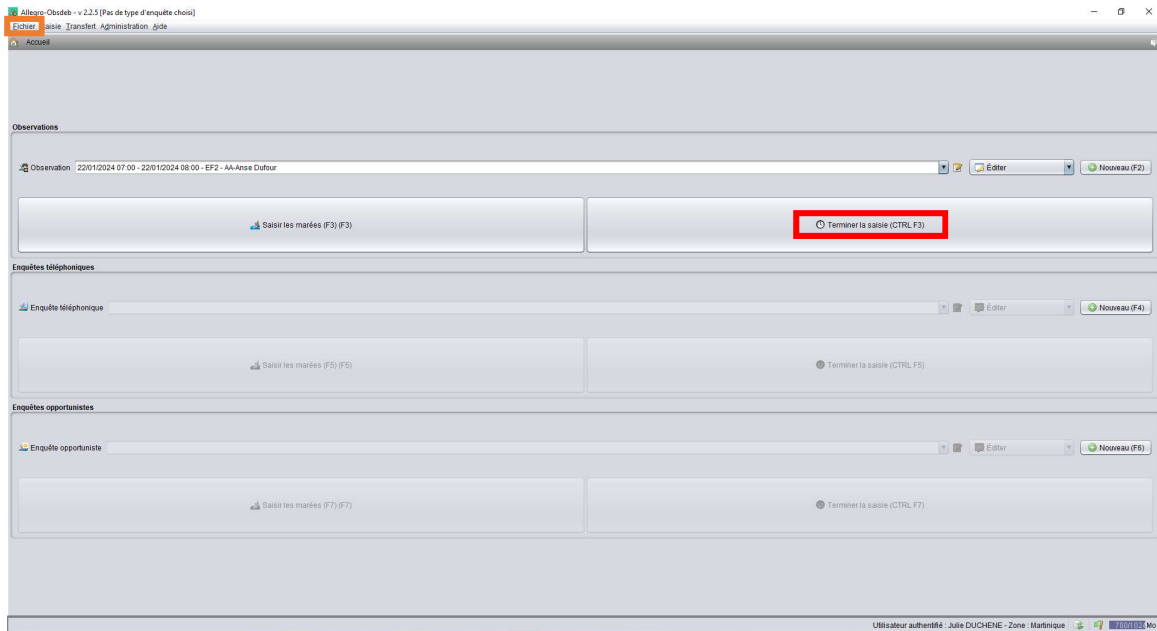 Allegro-Obsdeb - v 2.2.5 [Pas de type d'enquête choisi]
Fichier Saisie Transfert Administration Aide
Accueil
Observations
Observation 22/01/2024 07:00 - 22/01/2024 08:00 - EF2 - AA-Anse Dufour Éditer Nouveau (F2)
Saisir les marées (F3) (F3) Terminer la saisie (CTRL F3)
Enquêtes téléphoniques
Enquête téléphonique Éditer Nouveau (F4)
Saisir les marées (F5) (F5) Terminer la saisie (CTRL F5)
Enquêtes opportunistes
Enquête opportuniste Éditer Nouveau (F6)
Saisir les marées (F7) (F7) Terminer la saisie (CTRL F7)
Utilisateur authentifié : Julie DUCHENE - Zone : Martinique